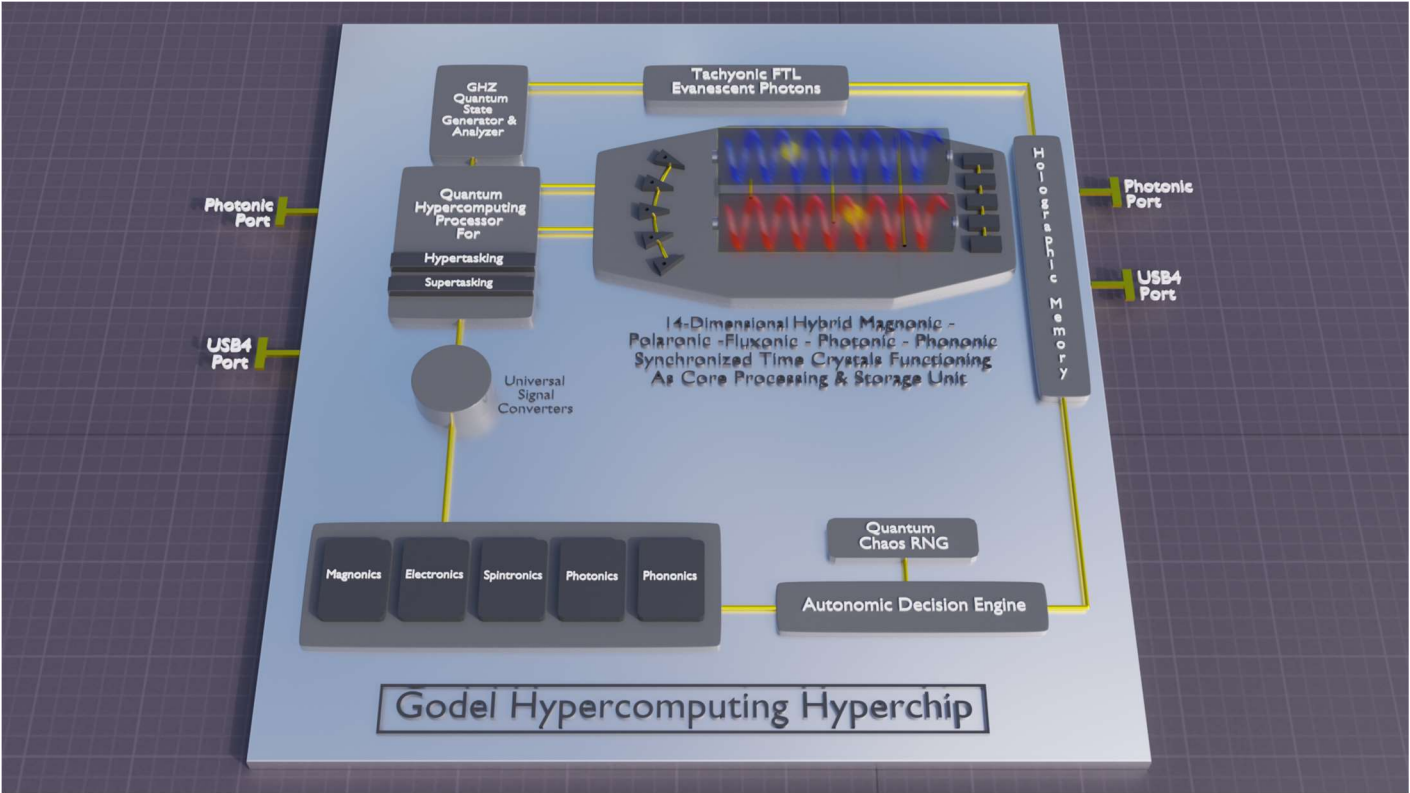 GHZ
Quantum
State
Generator &
Analyzer
Tachyonic FTL
Evanescent Photons
Holographic Memory
Photonic
Port
Quantum
Hypercomputing
Processor
For
Hypertasking
Supertasking
Photonic
Port
USB4
Port
USB4
Port
14-Dimensional Hybrid Magnonic -
Polaronic -Fluxonic - Photonic - Phononic
Synchronized Time Crystals Functioning
As Core Processing & Storage Unit
Universal
Signal
Converters
Quantum
Chaos RNG
Magnonics
Electronics
Spintronics
Photonics
Phononics
Autonomic Decision Engine
Godel Hypercomputing Hyperchip